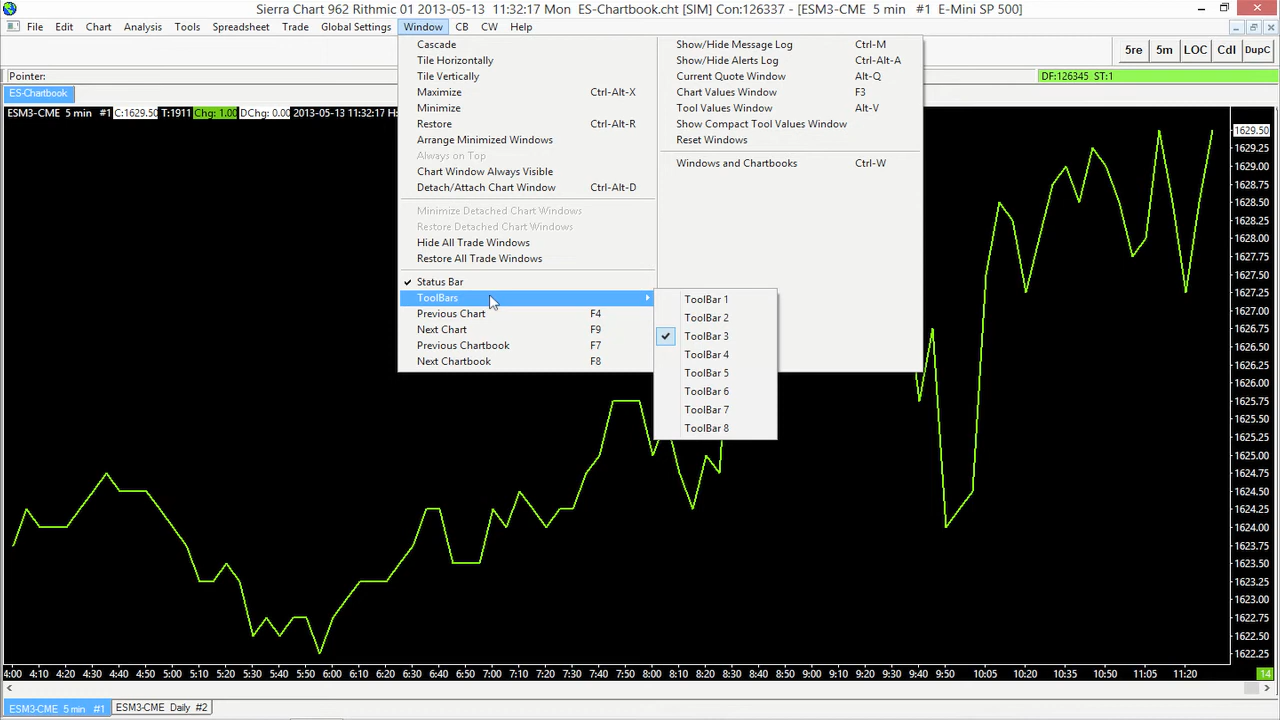 Sierra Chart 962 Rithmic 01 2013-05-13 11:32:17 Mon ES-Chartbook.cht [SIM] Con:126337 - [ESM3-CME 5 min #1 E-Mini SP 500]
File Edit Chart Analysis Tools Spreadsheet Trade Global Settings Window CB CW Help
5re 5m LOC Cdl DupC
Pointer:
DF:126345 ST:1
ES-Chartbook
ESM3-CME 5 min #1 C:1629.50 T:1911 Chg: 1.00 DChg: 0.00 2013-05-13 11:32:17 H:
Cascade
Tile Horizontally
Tile Vertically
Maximize Ctrl-Alt-X
Minimize
Restore Ctrl-Alt-R
Arrange Minimized Windows
Always on Top
Chart Window Always Visible
Detach/Attach Chart Window Ctrl-Alt-D
Minimize Detached Chart Windows
Restore Detached Chart Windows
Hide All Trade Windows
Restore All Trade Windows
Status Bar
ToolBars
Previous Chart F4
Next Chart F9
Previous Chartbook F7
Next Chartbook F8
Show/Hide Message Log Ctrl-M
Show/Hide Alerts Log Ctrl-Alt-A
Current Quote Window Alt-Q
Chart Values Window F3
Tool Values Window Alt-V
Show Compact Tool Values Window
Reset Windows
Windows and Chartbooks Ctrl-W
ToolBar 1
ToolBar 2
ToolBar 3
ToolBar 4
ToolBar 5
ToolBar 6
ToolBar 7
ToolBar 8
1629.50
1629.25
1628.75
1628.50
1628.25
1628.00
1627.75
1627.50
1627.25
1627.00
1626.75
1626.50
1626.25
1626.00
1625.75
1625.50
1625.25
1625.00
1624.75
1624.50
1624.25
1624.00
1623.75
1623.50
1623.25
1623.00
1622.75
1622.50
4:00 4:10 4:20 4:30 4:40 4:50 5:00 5:10 5:20 5:30 5:40 5:50 6:00 6:10 6:20 6:30 6:40 6:50 7:00 7:10 7:20 7:30 7:40 7:50 8:00 8:10 8:20 8:30 8:40 8:50 9:00 9:10 9:20 9:30 9:40 9:50 10:05 10:20 10:35 10:50 11:05 11:20 14
ESM3-CME 5 min #1 ESM3-CME Daily #2